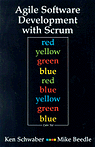 Agile Software
Development
with Scrum
red
yellow
green
blue
red
blue
yellow
green
blue
Ken Schwaber
Mike Beedle